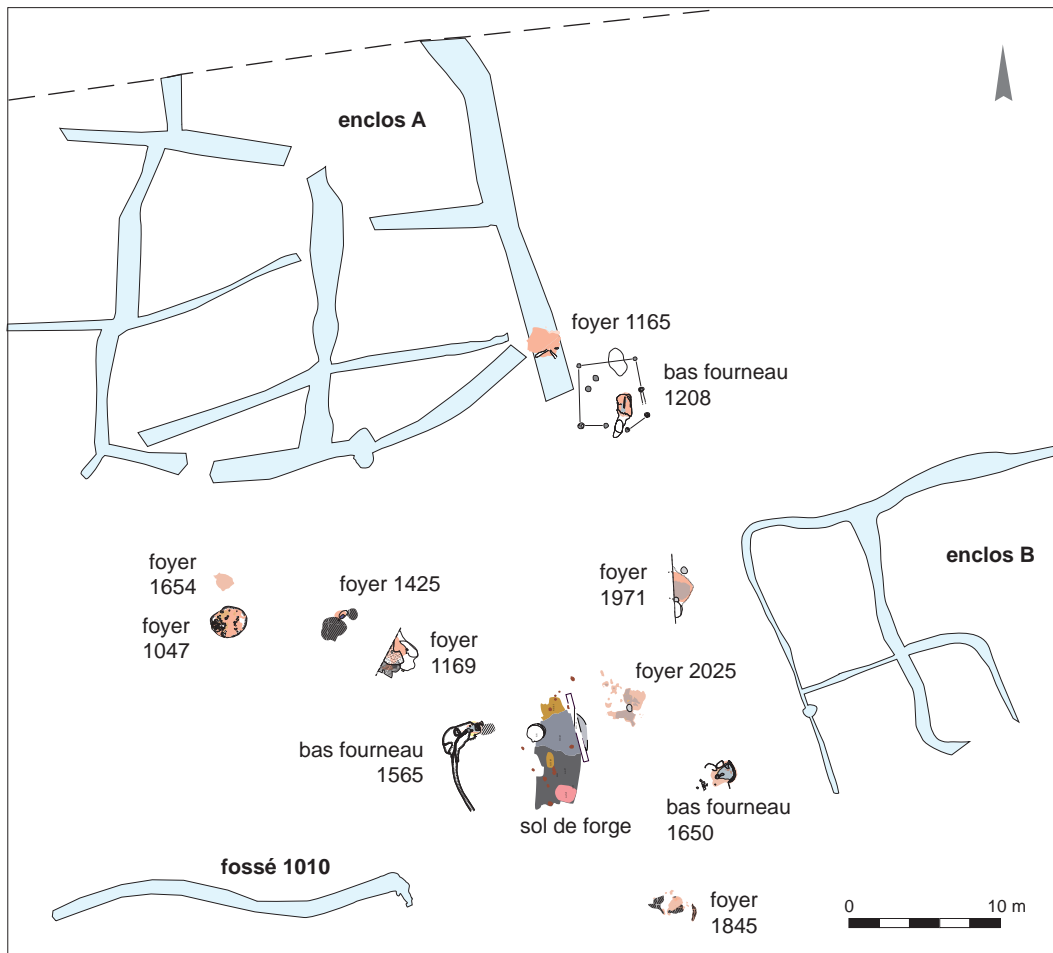 enclos A
foyer 1165
bas fourneau
1208
enclos B
foyer
1654
foyer 1425
foyer
1971
foyer
1047
foyer
1169
foyer 2025
bas fourneau
1565
bas fourneau
1650
sol de forge
fossé 1010
foyer
1845
0 10 m